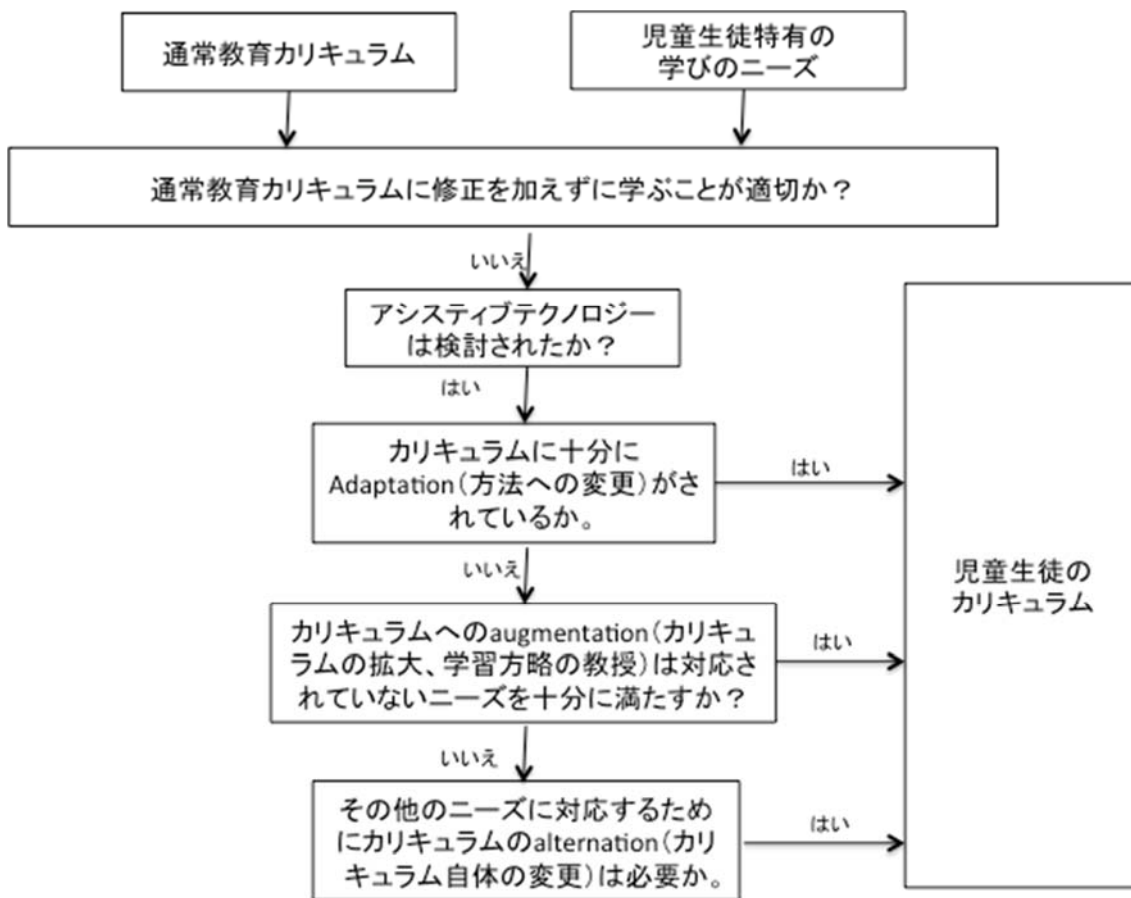 通常教育カリキュラム
児童生徒特有の
学びのニーズ
通常教育カリキュラムに修正を加えずに学ぶことが適切か？
いいえ
アシスティブテクノロジー
は検討されたか？
はい
カリキュラムに十分に
Adaptation（方法への変更）がさ
れているか。
はい
いいえ
カリキュラムへのaugmentation（カリキュ
ラムの拡大、学習方略の教授）は対応さ
れていないニーズを十分に満たすか？
はい
いいえ
その他のニーズに対応するため
にカリキュラムのalternation（カリ
キュラム自体の変更）は必要か。
はい
児童生徒の
カリキュラム